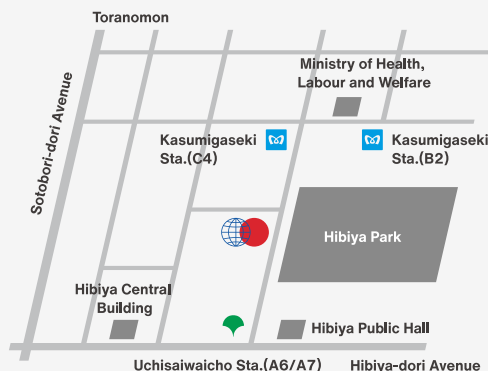 Toranomon
Sotobori-dori Avenue
Ministry of Health,
Labour and Welfare
Kasumigaseki
Sta.(C4)
Kasumigaseki
Sta.(B2)
Hibiya Park
Hibiya Central
Building
Hibiya Public Hall
Uchisaiwaicho Sta.(A6/A7)
Hibiya-dori Avenue